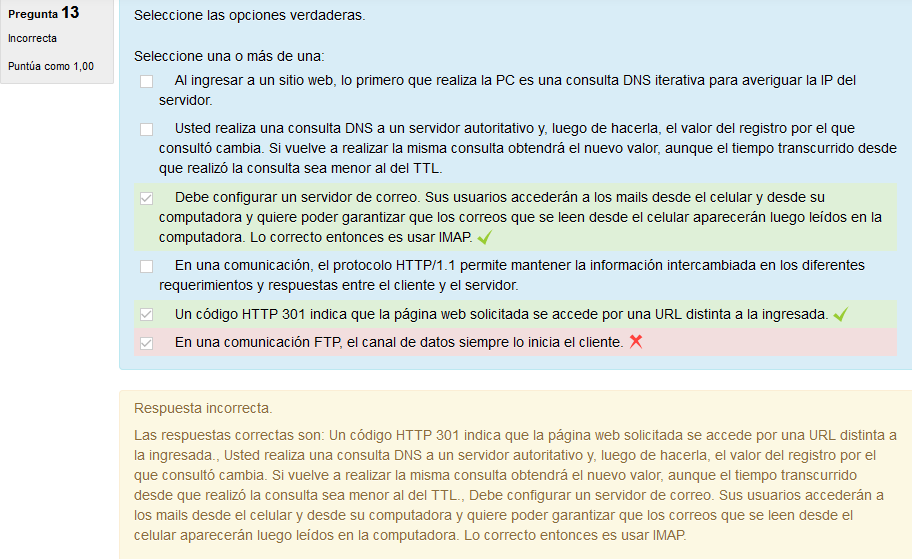 Pregunta 13
Incorrecta
Puntúa como 1,00
Seleccione las opciones verdaderas.
Seleccione una o más de una:
Al ingresar a un sitio web, lo primero que realiza la PC es una consulta DNS iterativa para averiguar la IP del
servidor.
Usted realiza una consulta DNS a un servidor autoritativo y, luego de hacerla, el valor del registro por el que
consultó cambia. Si vuelve a realizar la misma consulta obtendrá el nuevo valor, aunque el tiempo transcurrido desde
que realizó la consulta sea menor al del TTL.
Debe configurar un servidor de correo. Sus usuarios accederán a los mails desde el celular y desde su
computadora y quiere poder garantizar que los correos que se leen desde el celular aparecerán luego leídos en la
computadora. Lo correcto entonces es usar IMAP.
En una comunicación, el protocolo HTTP/1.1 permite mantener la información intercambiada en los diferentes
requerimientos y respuestas entre el cliente y el servidor.
Un código HTTP 301 indica que la página web solicitada se accede por una URL distinta a la ingresada.
En una comunicación FTP, el canal de datos siempre lo inicia el cliente.
Respuesta incorrecta.
Las respuestas correctas son: Un código HTTP 301 indica que la página web solicitada se accede por una URL distinta a
la ingresada., Usted realiza una consulta DNS a un servidor autoritativo y, luego de hacerla, el valor del registro por el
que consultó cambia. Si vuelve a realizar la misma consulta obtendrá el nuevo valor, aunque el tiempo transcurrido
desde que realizó la consulta sea menor al del TTL., Debe configurar un servidor de correo. Sus usuarios accederán a
los mails desde el celular y desde su computadora y quiere poder garantizar que los correos que se leen desde el
celular aparecerán luego leídos en la computadora. Lo correcto entonces es usar IMAP.